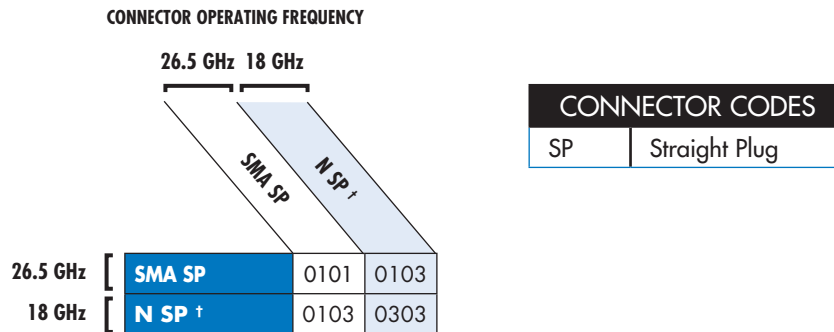 CONNECTOR OPERATING FREQUENCY
26.5 GHz 18 GHz
SMA SP
N SP †
CONNECTOR CODES
SP Straight Plug
26.5 GHz SMA SP 0101 0103
18 GHz N SP † 0103 0303